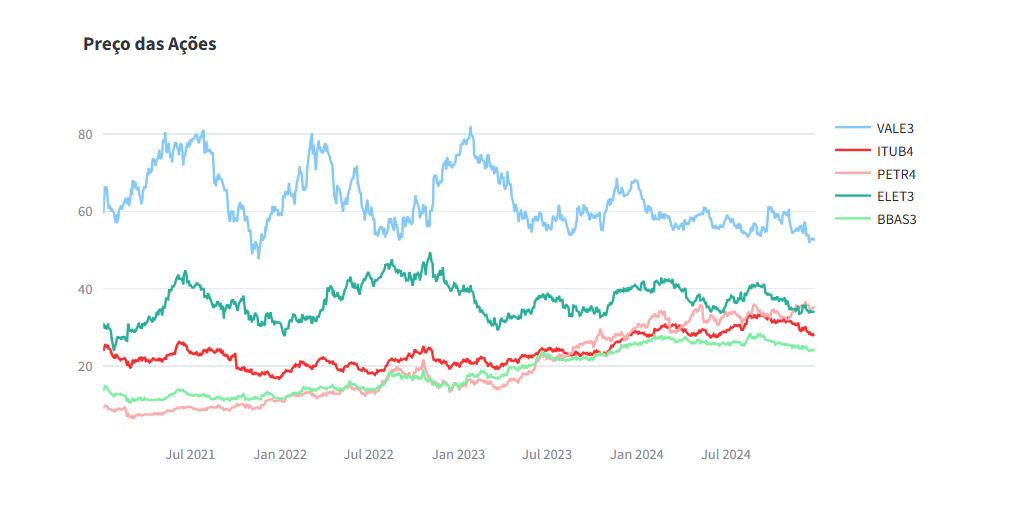 Preço das Ações
80
60
40
20
Jul 2021
Jan 2022
Jul 2022
Jan 2023
Jul 2023
Jan 2024
Jul 2024
VALE3
ITUB4
PETR4
ELET3
BBAS3